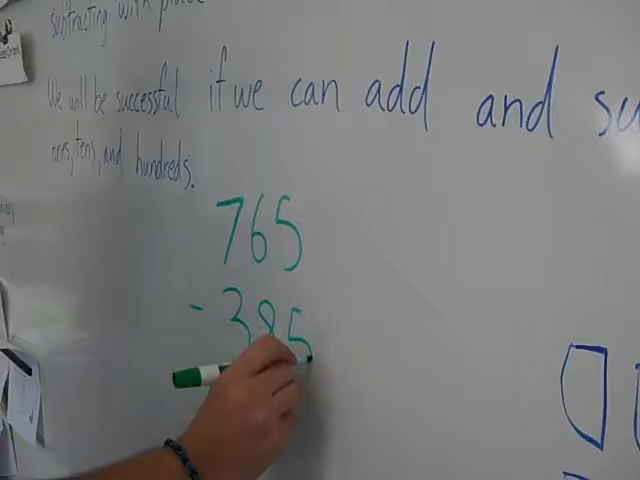 subtracting with place
We will be successful if we can add and su
ones, tens, and hundreds.
765
- 385